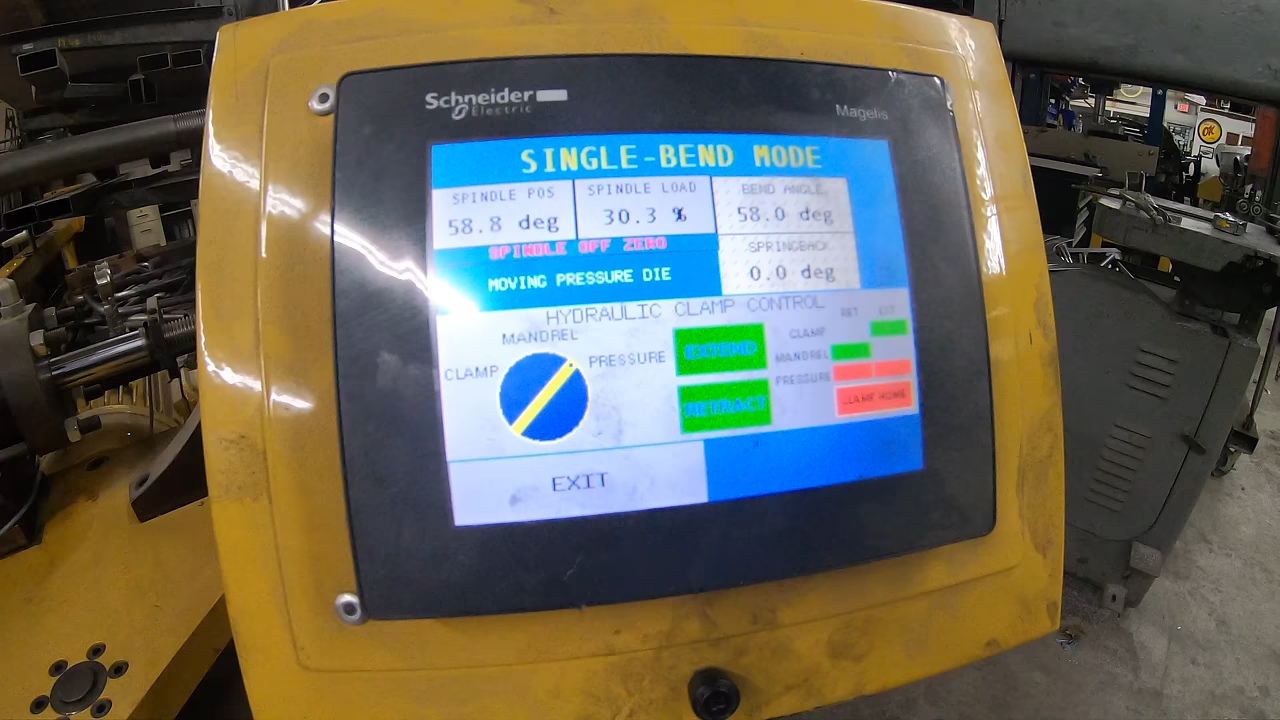 Schneider
Electric
Magelis
SINGLE-BEND MODE
SPINDLE POS
58.8 deg
SPINDLE LOAD
30.3 %
BEND ANGLE
58.0 deg
SPINDLE OFF ZERO
MOVING PRESSURE DIE
SPRINGBACK
0.0 deg
HYDRAULIC CLAMP CONTROL
MANDREL
CLAMP
PRESSURE
EXTEND
RETRACT
RET EXT
CLAMP
MANDREL
PRESSURE
CLAMP HOME
EXIT
OK